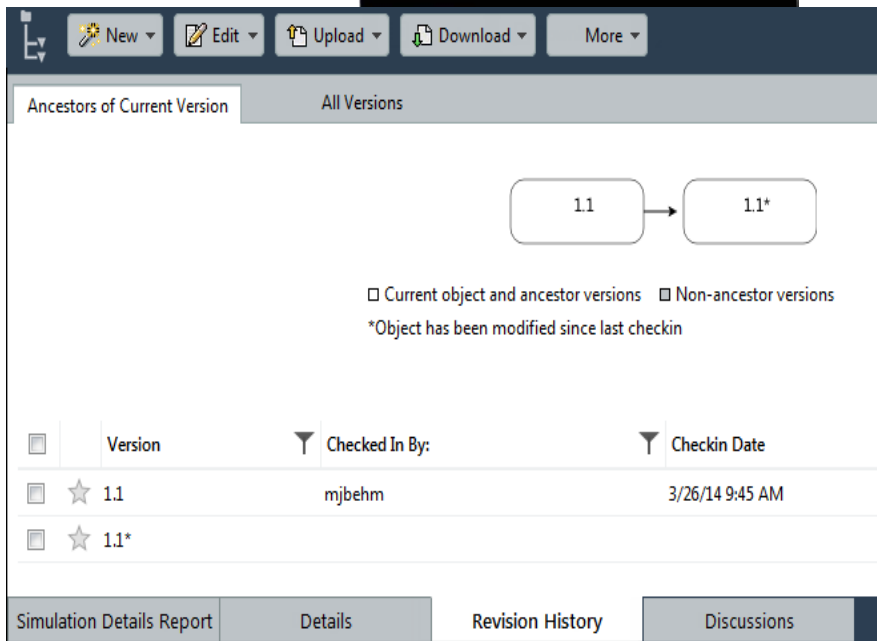 New Edit Upload Download More
Ancestors of Current Version All Versions
1.1 1.1*
Current object and ancestor versions Non-ancestor versions
*Object has been modified since last checkin
Version Checked In By: Checkin Date
1.1 mjbehm 3/26/14 9:45 AM
1.1*
Simulation Details Report Details Revision History Discussions